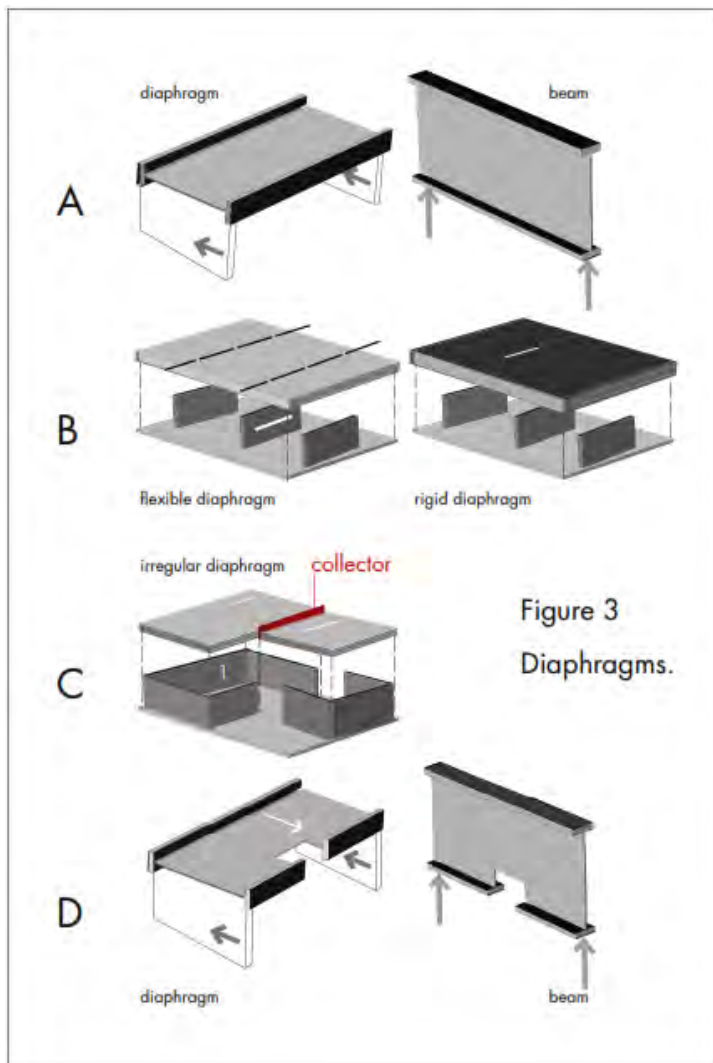 diaphragm
beam
A
B
flexible diaphragm
rigid diaphragm
irregular diaphragm
collector
Figure 3
Diaphragms.
C
D
diaphragm
beam